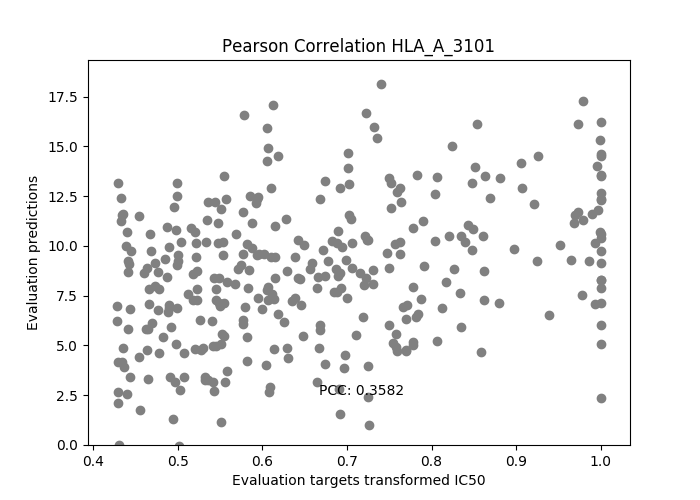 Pearson Correlation HLA_A_3101
Evaluation predictions
17.5
15.0
12.5
10.0
7.5
5.0
2.5
0.0
PCC: 0.3582
0.4 0.5 0.6 0.7 0.8 0.9 1.0
Evaluation targets transformed IC50